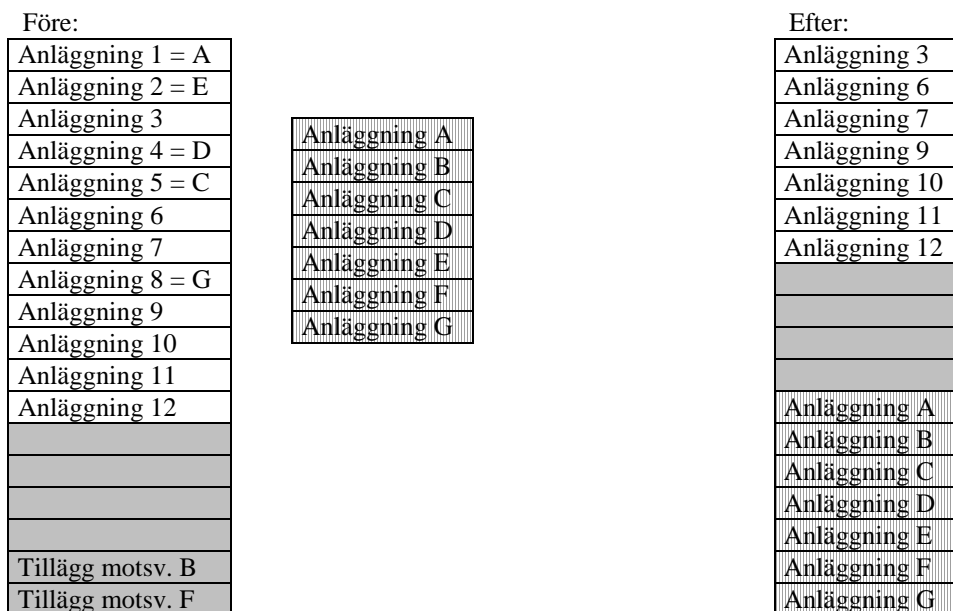 Före:
Anläggning 1 = A
Anläggning 2 = E
Anläggning 3
Anläggning 4 = D
Anläggning 5 = C
Anläggning 6
Anläggning 7
Anläggning 8 = G
Anläggning 9
Anläggning 10
Anläggning 11
Anläggning 12
Tillägg motsv. B
Tillägg motsv. F
Anläggning A
Anläggning B
Anläggning C
Anläggning D
Anläggning E
Anläggning F
Anläggning G
Efter:
Anläggning 3
Anläggning 6
Anläggning 7
Anläggning 9
Anläggning 10
Anläggning 11
Anläggning 12
Anläggning A
Anläggning B
Anläggning C
Anläggning D
Anläggning E
Anläggning F
Anläggning G